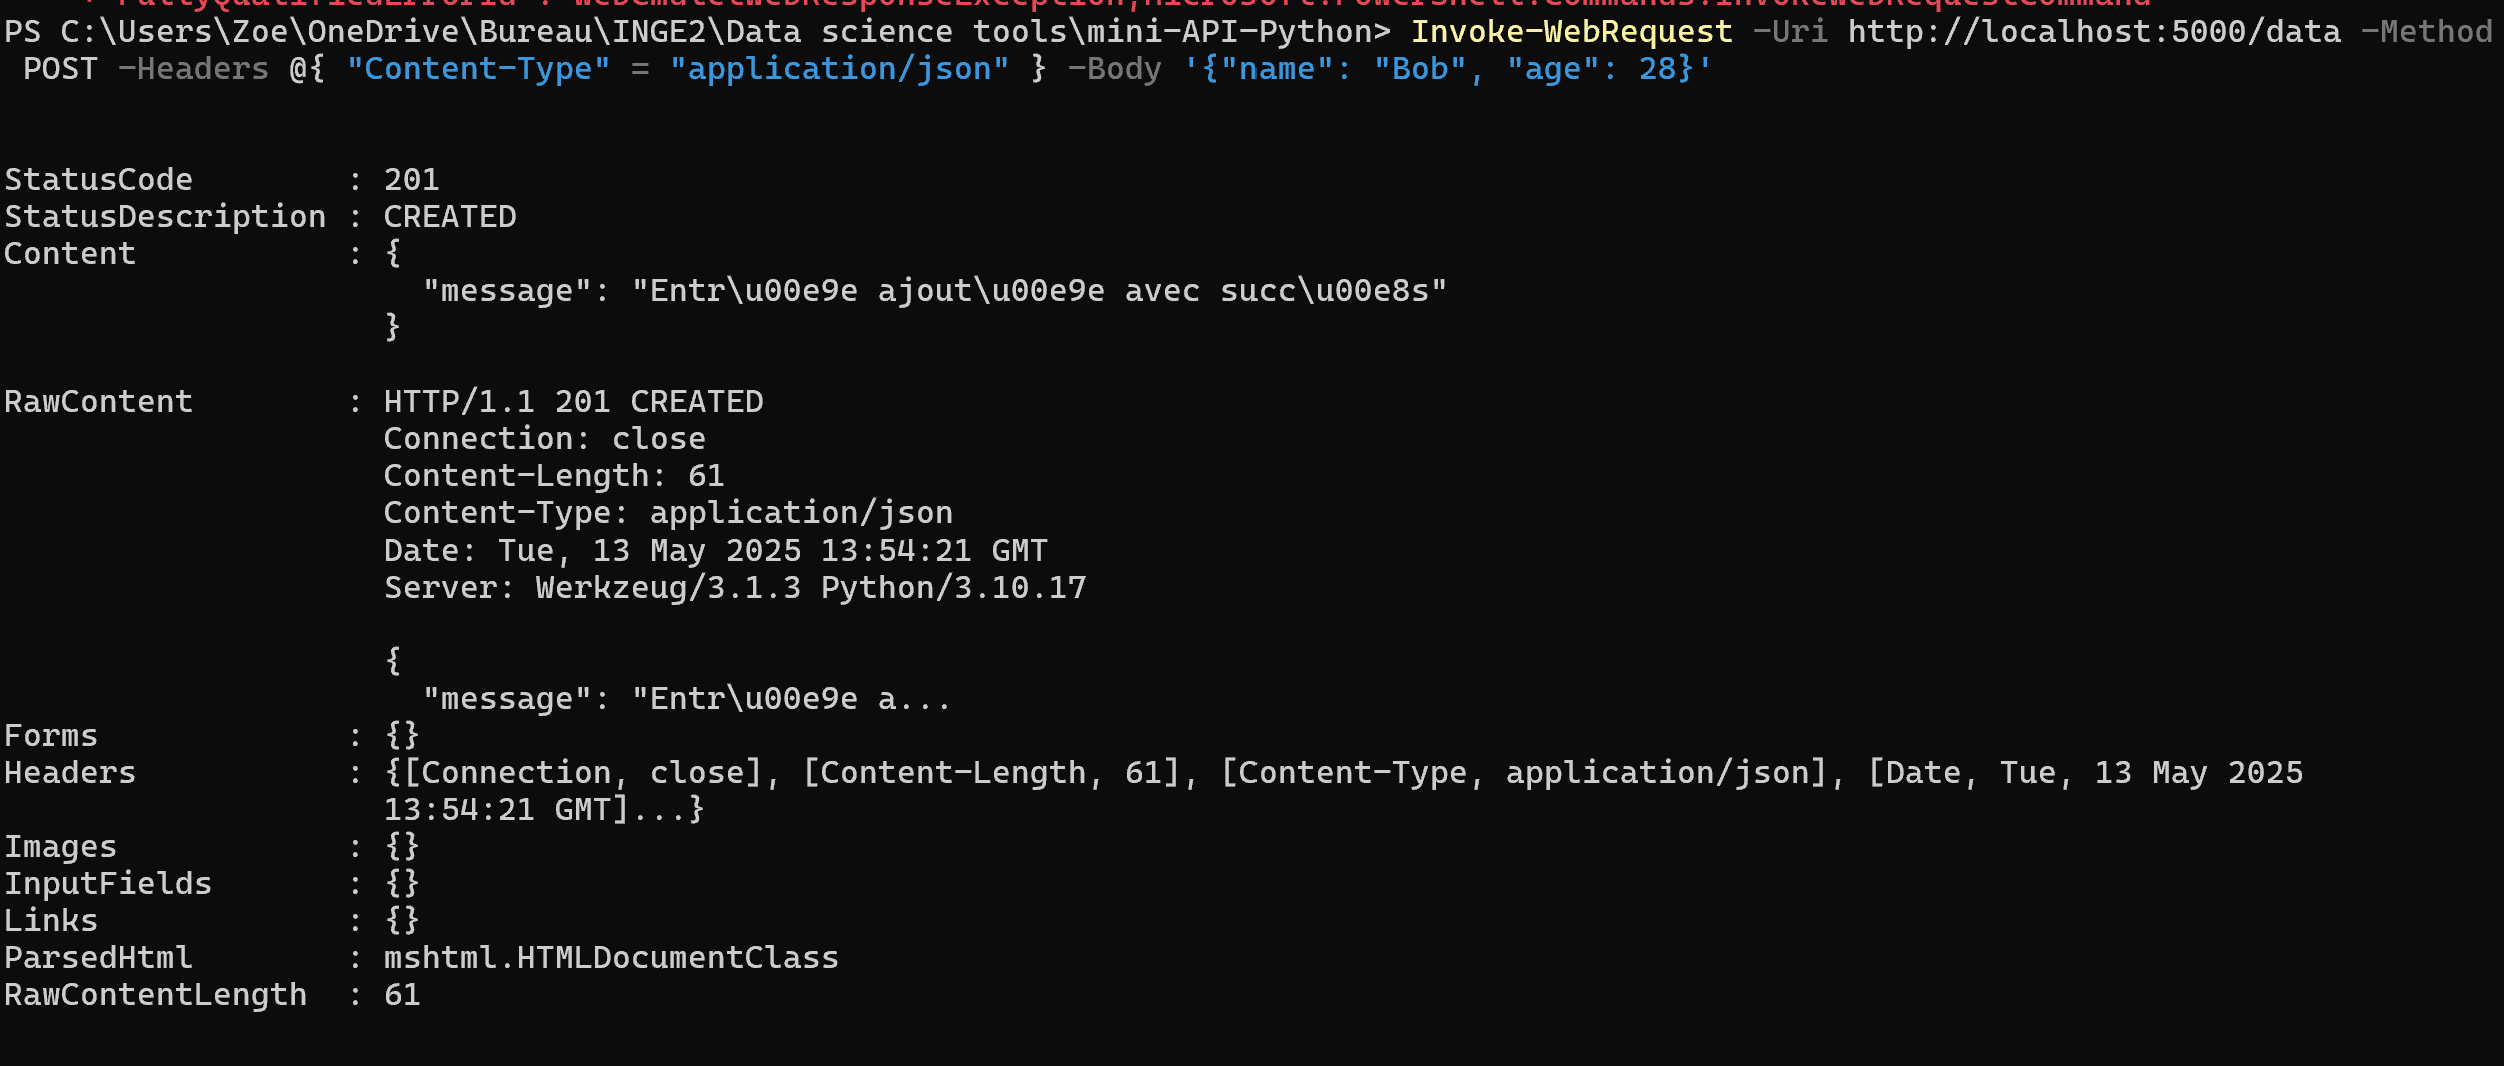 + FullyQualifiedErrorId : WebCmdletWebResponseException,Microsoft.PowerShell.Commands.InvokeWebRequestCommand
PS C:\Users\Zoe\OneDrive\Bureau\INGE2\Data science tools\mini-API-Python> Invoke-WebRequest -Uri http://localhost:5000/data -Method
 POST -Headers @{ "Content-Type" = "application/json" } -Body '{"name": "Bob", "age": 28}'
StatusCode        : 201
StatusDescription : CREATED
Content           : {
                      "message": "Entr\u00e9e ajout\u00e9e avec succ\u00e8s"
                    }
RawContent        : HTTP/1.1 201 CREATED
                    Connection: close
                    Content-Length: 61
                    Content-Type: application/json
                    Date: Tue, 13 May 2025 13:54:21 GMT
                    Server: Werkzeug/3.1.3 Python/3.10.17
                    {
                      "message": "Entr\u00e9e a...
Forms             : {}
Headers           : {[Connection, close], [Content-Length, 61], [Content-Type, application/json], [Date, Tue, 13 May 2025
                    13:54:21 GMT]...}
Images            : {}
InputFields       : {}
Links             : {}
ParsedHtml        : mshtml.HTMLDocumentClass
RawContentLength  : 61